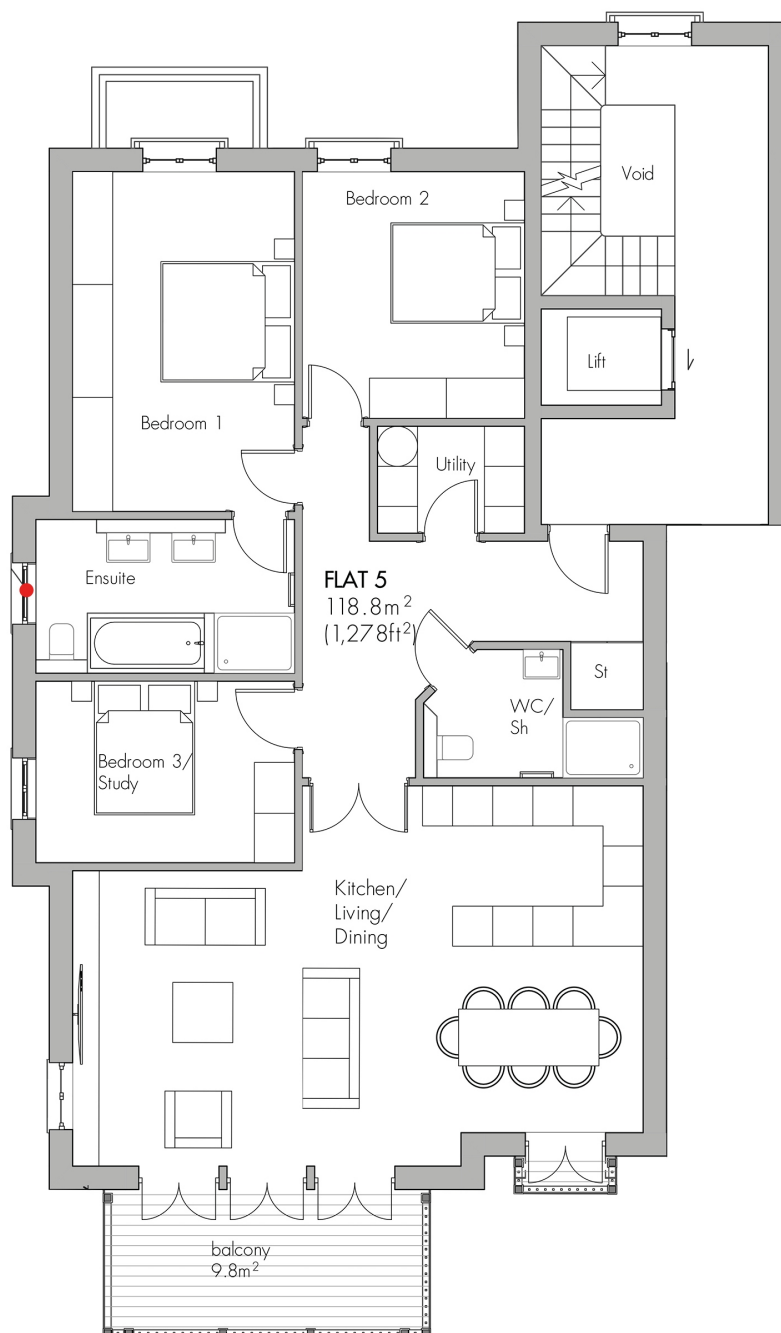 Void
Bedroom 2
Lift
Bedroom 1
Utility
Ensuite
FLAT 5
118.8m²
(1,278ft²)
St
WC/
Sh
Bedroom 3/
Study
Kitchen/
Living/
Dining
balcony
9.8m²